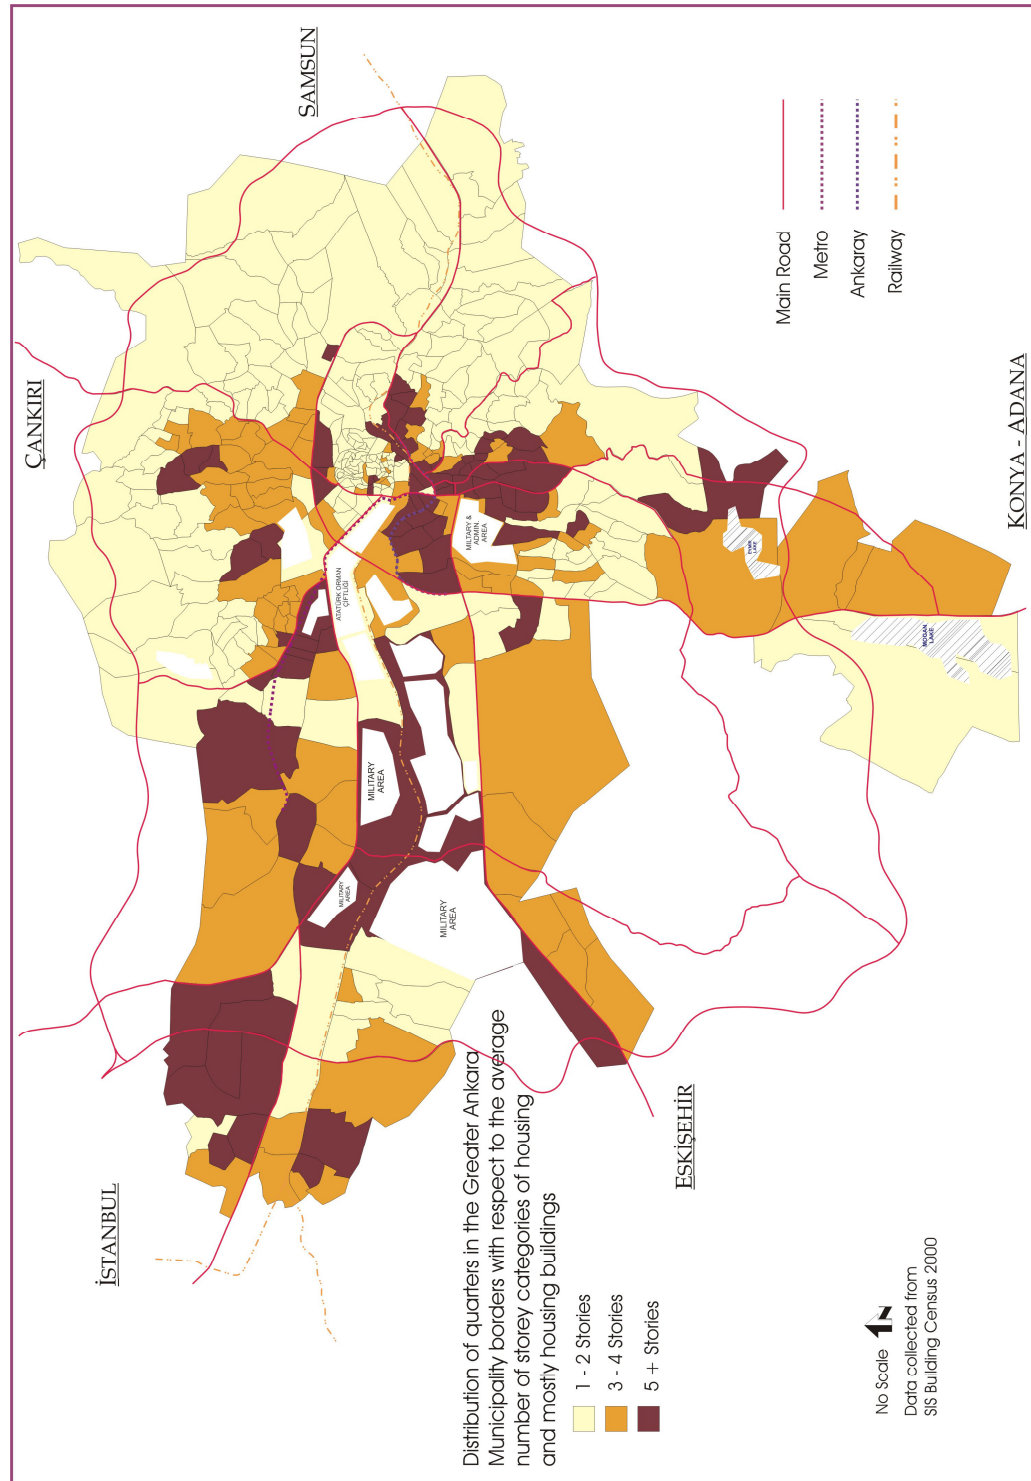 SAMSUN
ÇANKIRI
İSTANBUL
ESKİŞEHİR
KONYA - ADANA
ATATÜRK ORMAN
ÇİFTLİĞİ
MILITARY &
ADMIN.
AREA
MILITARY
AREA
MILITARY
AREA
MILITARY
AREA
LAKE
MOGAN
LAKE
Main Road
Metro
Ankaray
Railway
Distribution of quarters in the Greater Ankara
Municipality borders with respect to the average
number of storey categories of housing
and mostly housing buildings
1 - 2 Stories
3 - 4 Stories
5 + Stories
No Scale
Data collected from
SIS Building Census 2000